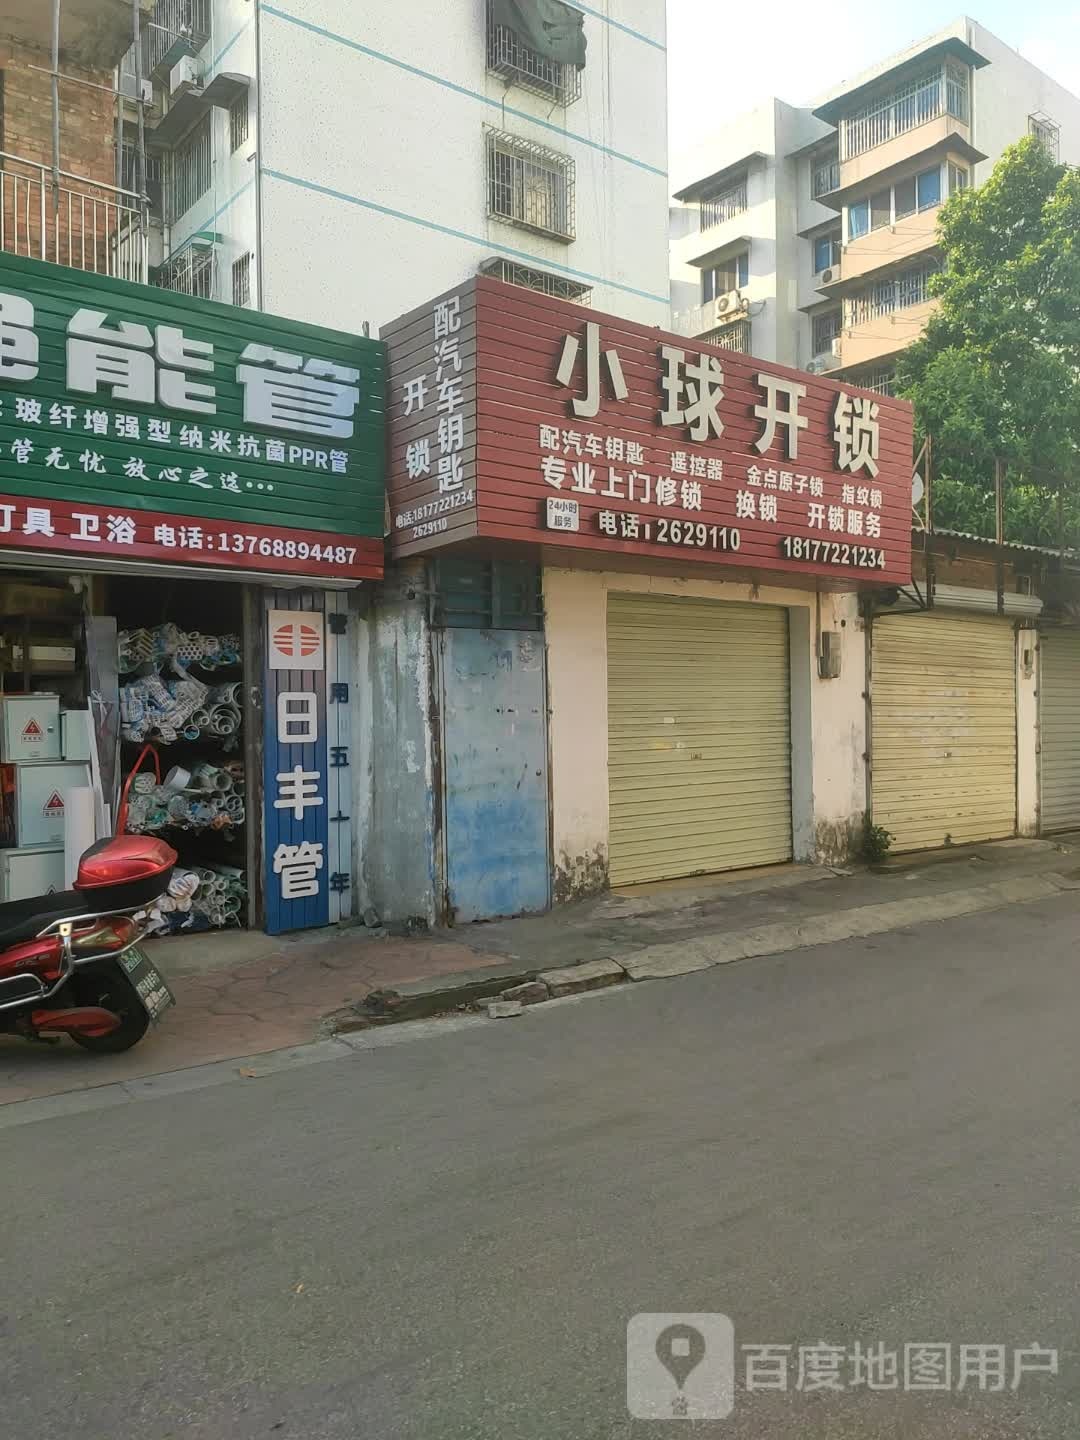 能管
玻纤增强型纳米抗菌PPR管
管无忧 放心之选...
灯具 卫浴 电话:13768894487
日丰管
管用五十年
配汽车钥匙
开锁
电话:18177221234
2629110
小球开锁
配汽车钥匙 遥控器 金点原子锁 指纹锁
专业上门修锁 换锁 开锁服务
24小时
服务
电话:2629110 18177221234
百度地图用户